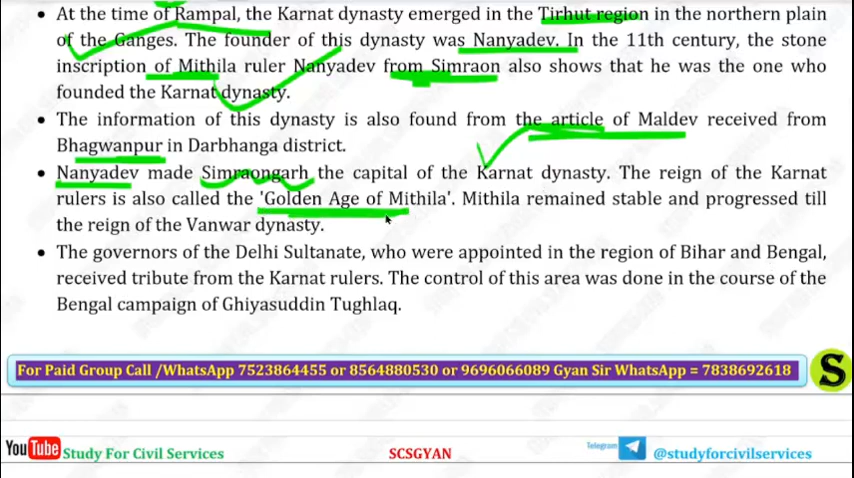 • At the time of Rampal, the Karnat dynasty emerged in the Tirhut region in the northern plain
of the Ganges. The founder of this dynasty was Nanyadev. In the 11th century, the stone
inscription of Mithila ruler Nanyadev from Simraon also shows that he was the one who
founded the Karnat dynasty.
• The information of this dynasty is also found from the article of Maldev received from
Bhagwanpur in Darbhanga district.
• Nanyadev made Simraongarh the capital of the Karnat dynasty. The reign of the Karnat
rulers is also called the 'Golden Age of Mithila'. Mithila remained stable and progressed till
the reign of the Vanwar dynasty.
• The governors of the Delhi Sultanate, who were appointed in the region of Bihar and Bengal,
received tribute from the Karnat rulers. The control of this area was done in the course of the
Bengal campaign of Ghiyasuddin Tughlaq.
For Paid Group Call /WhatsApp 7523864455 or 8564880530 or 9696066089 Gyan Sir WhatsApp = 7838692618
S
YouTube Study For Civil Services SCSGYAN Telegram @studyforcivilservices